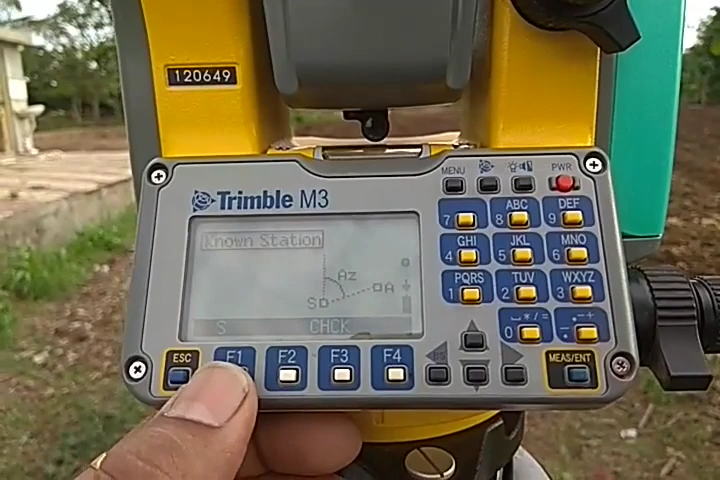 120649
Trimble M3
MENU
PWR
Known Station
Az
S
A
S CHCK
7 ABC 8 DEF 9
GHI 4 JKL 5 MNO 6
PQRS 1 TUV 2 WXYZ 3
*/= 0 .-+
ESC F1 F2 F3 F4 MEAS/ENT